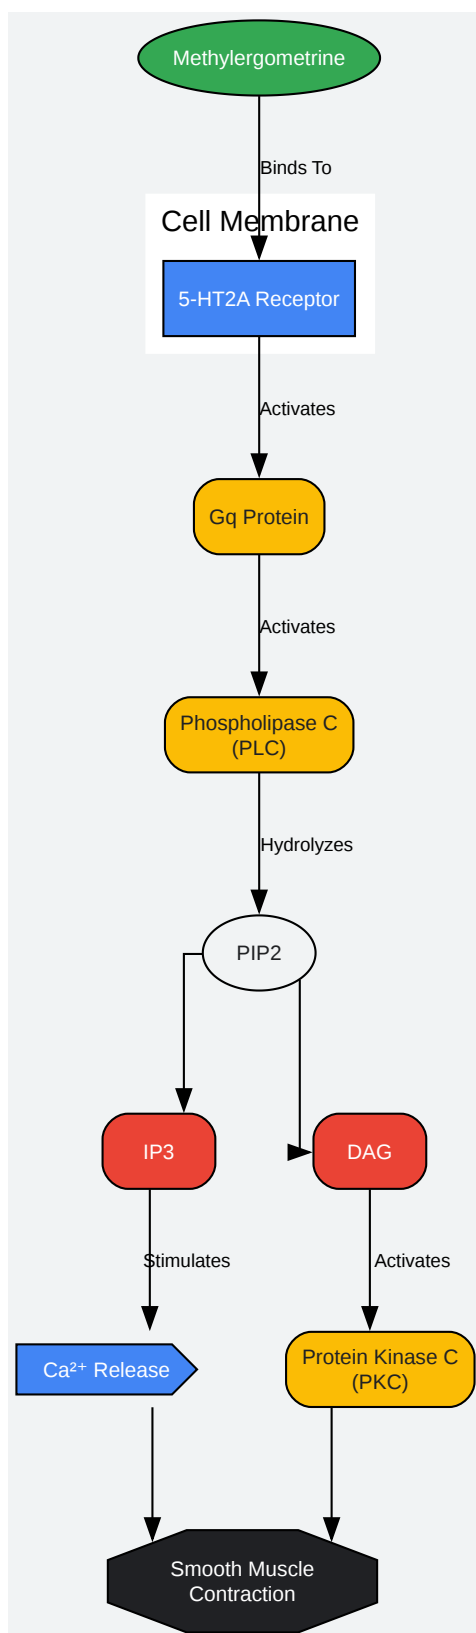 Methylergometrine
Binds To
Cell Membrane
5-HT2A Receptor
Activates
Gq Protein
Activates
Phospholipase C
(PLC)
Hydrolyzes
PIP2
IP3
DAG
Stimulates
Activates
Ca²⁺ Release
Protein Kinase C
(PKC)
Smooth Muscle
Contraction